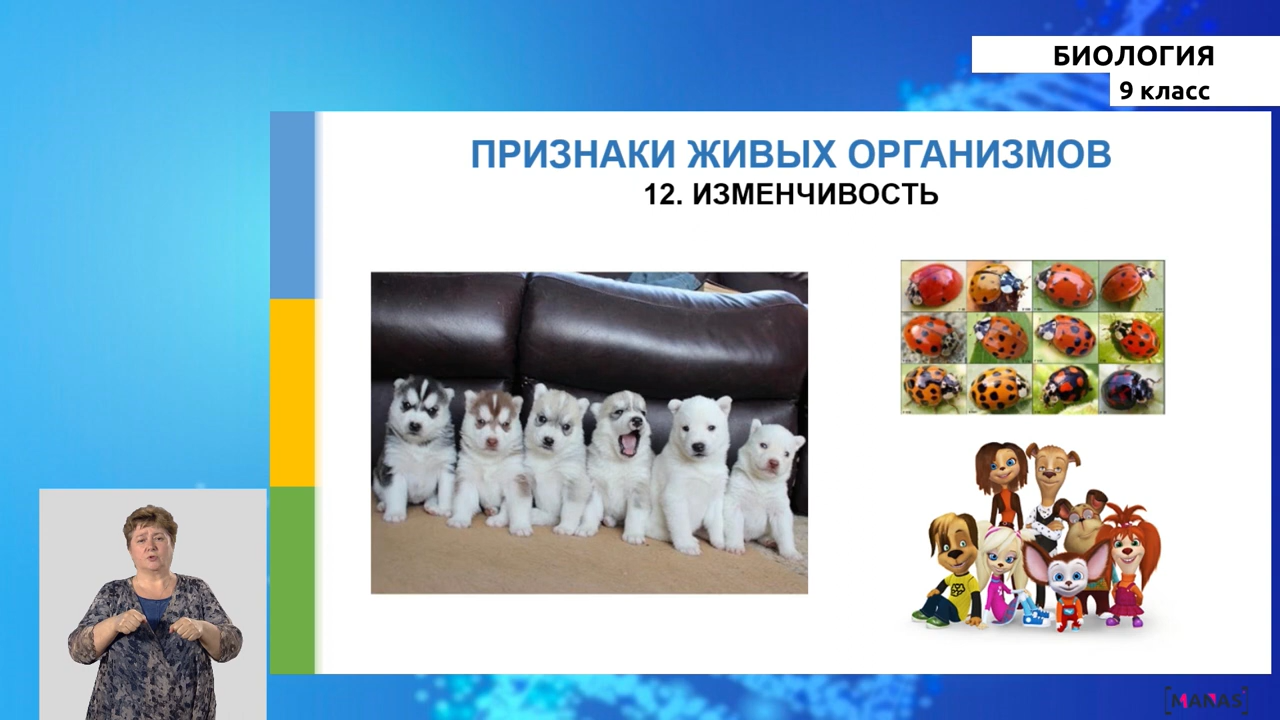 БИОЛОГИЯ
9 класс
ПРИЗНАКИ ЖИВЫХ ОРГАНИЗМОВ
12. ИЗМЕНЧИВОСТЬ
[MANAS]